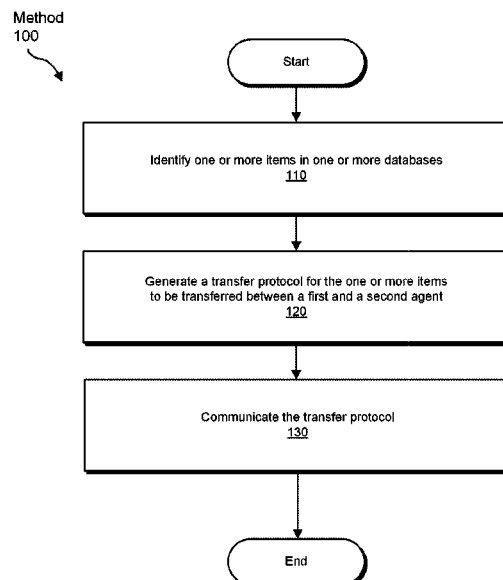 Method
100
Start
Identify one or more items in one or more databases
110
Generate a transfer protocol for the one or more items
to be transferred between a first and a second agent
120
Communicate the transfer protocol
130
End